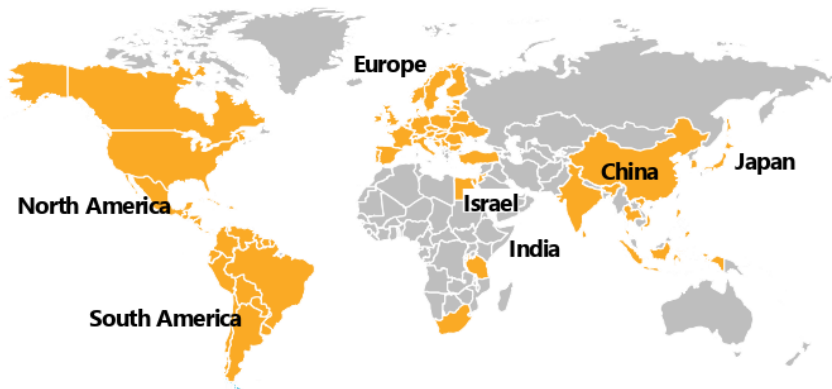 Europe
China
Japan
North America
Israel
India
South America